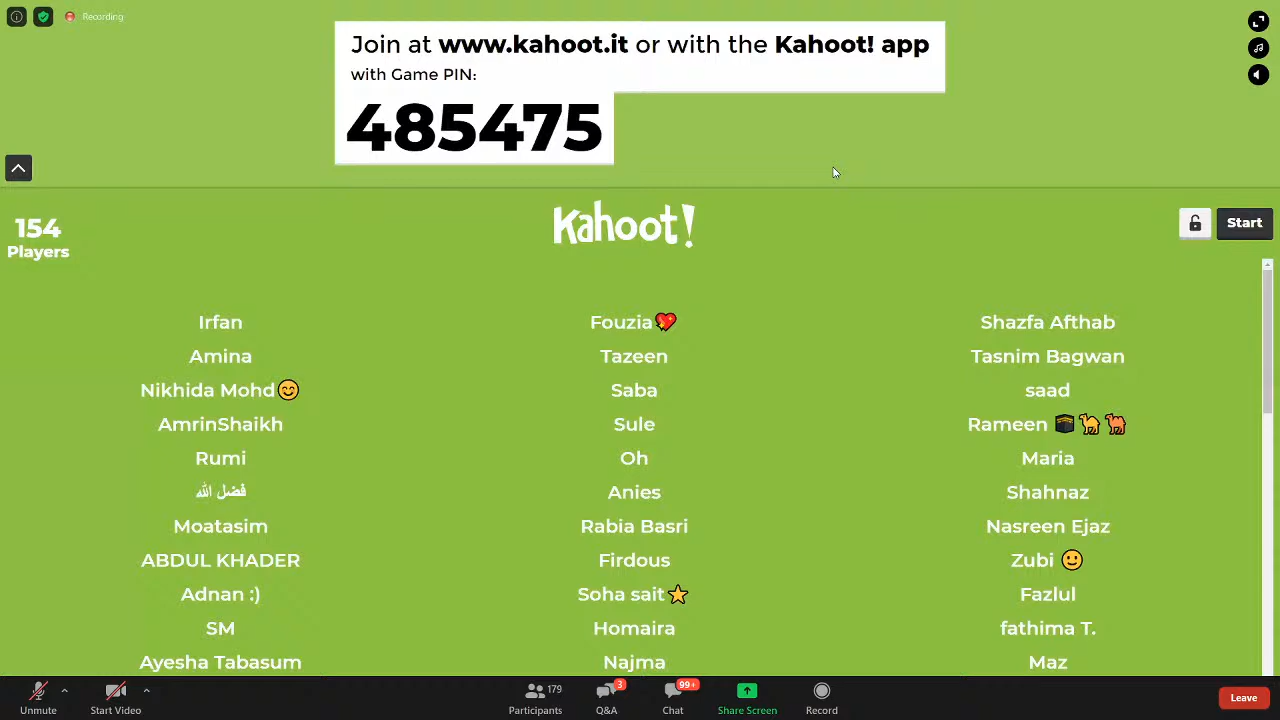 Recording
Join at www.kahoot.it or with the Kahoot! app
with Game PIN:
485475
154
Players
Kahoot!
Start
Irfan
Fouzia💖
Shazfa Afthab
Amina
Tazeen
Tasnim Bagwan
Nikhida Mohd😊
Saba
saad
AmrinShaikh
Sule
Rameen 🕋🐪🐫
Rumi
Oh
Maria
فضل الله
Anies
Shahnaz
Moatasim
Rabia Basri
Nasreen Ejaz
ABDUL KHADER
Firdous
Zubi 🙂
Adnan :)
Soha sait⭐
Fazlul
SM
Homaira
fathima T.
Ayesha Tabasum
Najma
Maz
Unmute
Start Video
179
Participants
3
Q&A
99+
Chat
Share Screen
Record
Leave